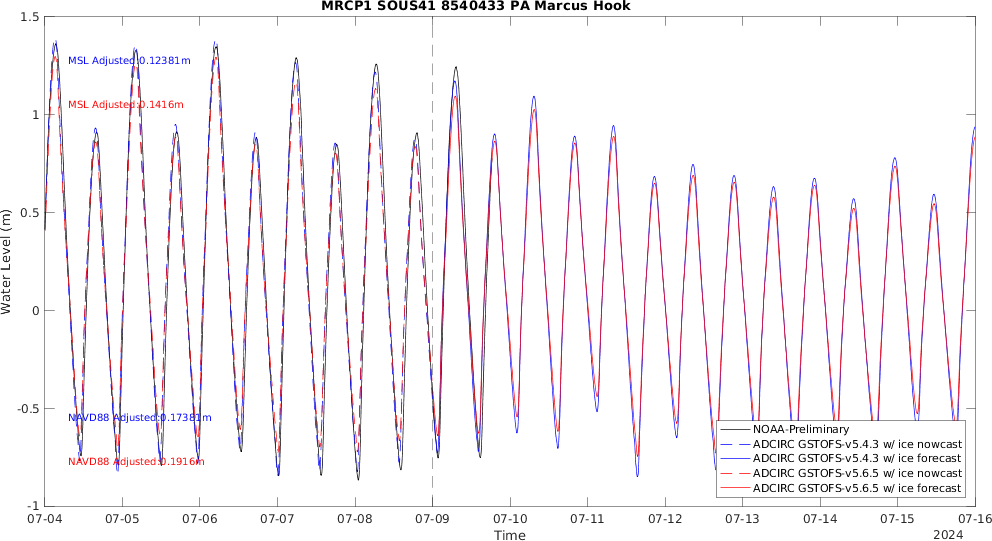 MRCP1 SOUS41 8540433 PA Marcus Hook
1.5
1
0.5
0
-0.5
-1
Water Level (m)
MSL Adjusted:0.12381m
MSL Adjusted:0.1416m
NAVD88 Adjusted:0.17381m
NAVD88 Adjusted:0.1916m
NOAA-Preliminary
ADCIRC GSTOFS-v5.4.3 w/ ice nowcast
ADCIRC GSTOFS-v5.4.3 w/ ice forecast
ADCIRC GSTOFS-v5.6.5 w/ ice nowcast
ADCIRC GSTOFS-v5.6.5 w/ ice forecast
07-04 07-05 07-06 07-07 07-08 07-09 07-10 07-11 07-12 07-13 07-14 07-15 07-16
Time
2024